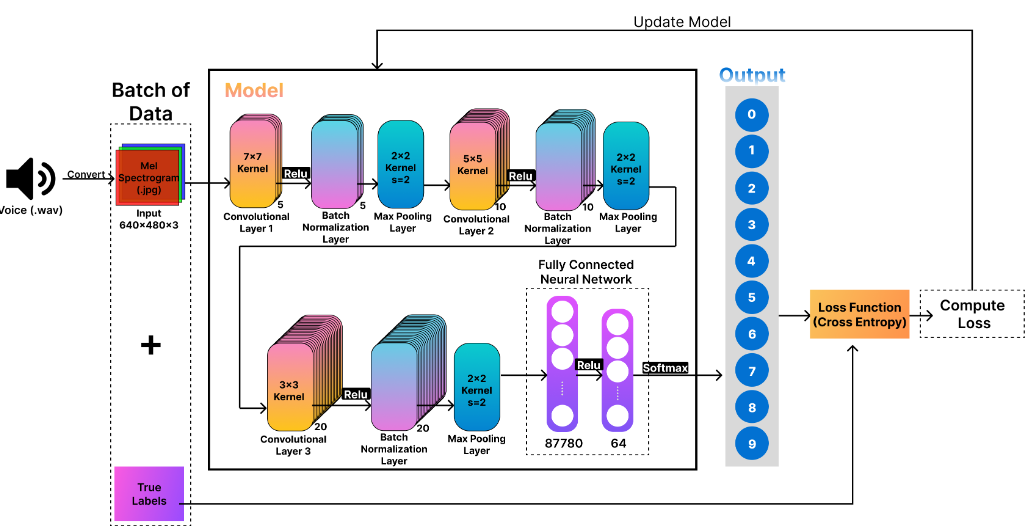 Update Model
Output
Model
Batch of
Data
0
1
2
3
4
5
6
7
8
9
Convert
Voice (.wav)
Mel
Spectrogram
(.jpg)
Input
640×480×3
7×7
Kernel
5
Convolutional
Layer 1
Relu
5
Batch
Normalization
Layer
2×2
Kernel
s=2
Max Pooling
Layer
5×5
Kernel
10
Convolutional
Layer 2
Relu
10
Batch
Normalization
Layer
2×2
Kernel
s=2
Max Pooling
Layer
Fully Connected
Neural Network
3×3
Kernel
20
Convolutional
Layer 3
Relu
20
Batch
Normalization
Layer
2×2
Kernel
s=2
Max Pooling
Layer
Relu
87780
64
Softmax
Loss Function
(Cross Entropy)
Compute
Loss
+
True
Labels